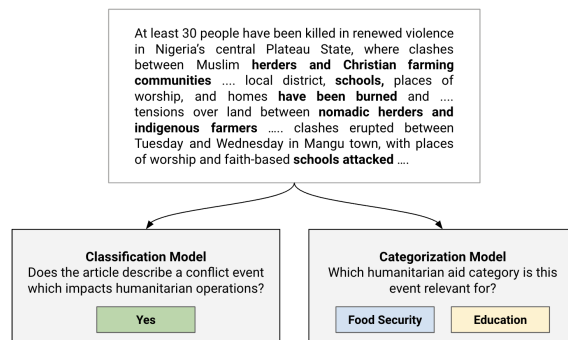 At least 30 people have been killed in renewed violence
in Nigeria's central Plateau State, where clashes
between Muslim herders and Christian farming
communities .... local district, schools, places of
worship, and homes have been burned and ....
tensions over land between nomadic herders and
indigenous farmers ..... clashes erupted between
Tuesday and Wednesday in Mangu town, with places
of worship and faith-based schools attacked ....
Classification Model
Does the article describe a conflict event
which impacts humanitarian operations?
Yes
Categorization Model
Which humanitarian aid category is this
event relevant for?
Food Security
Education